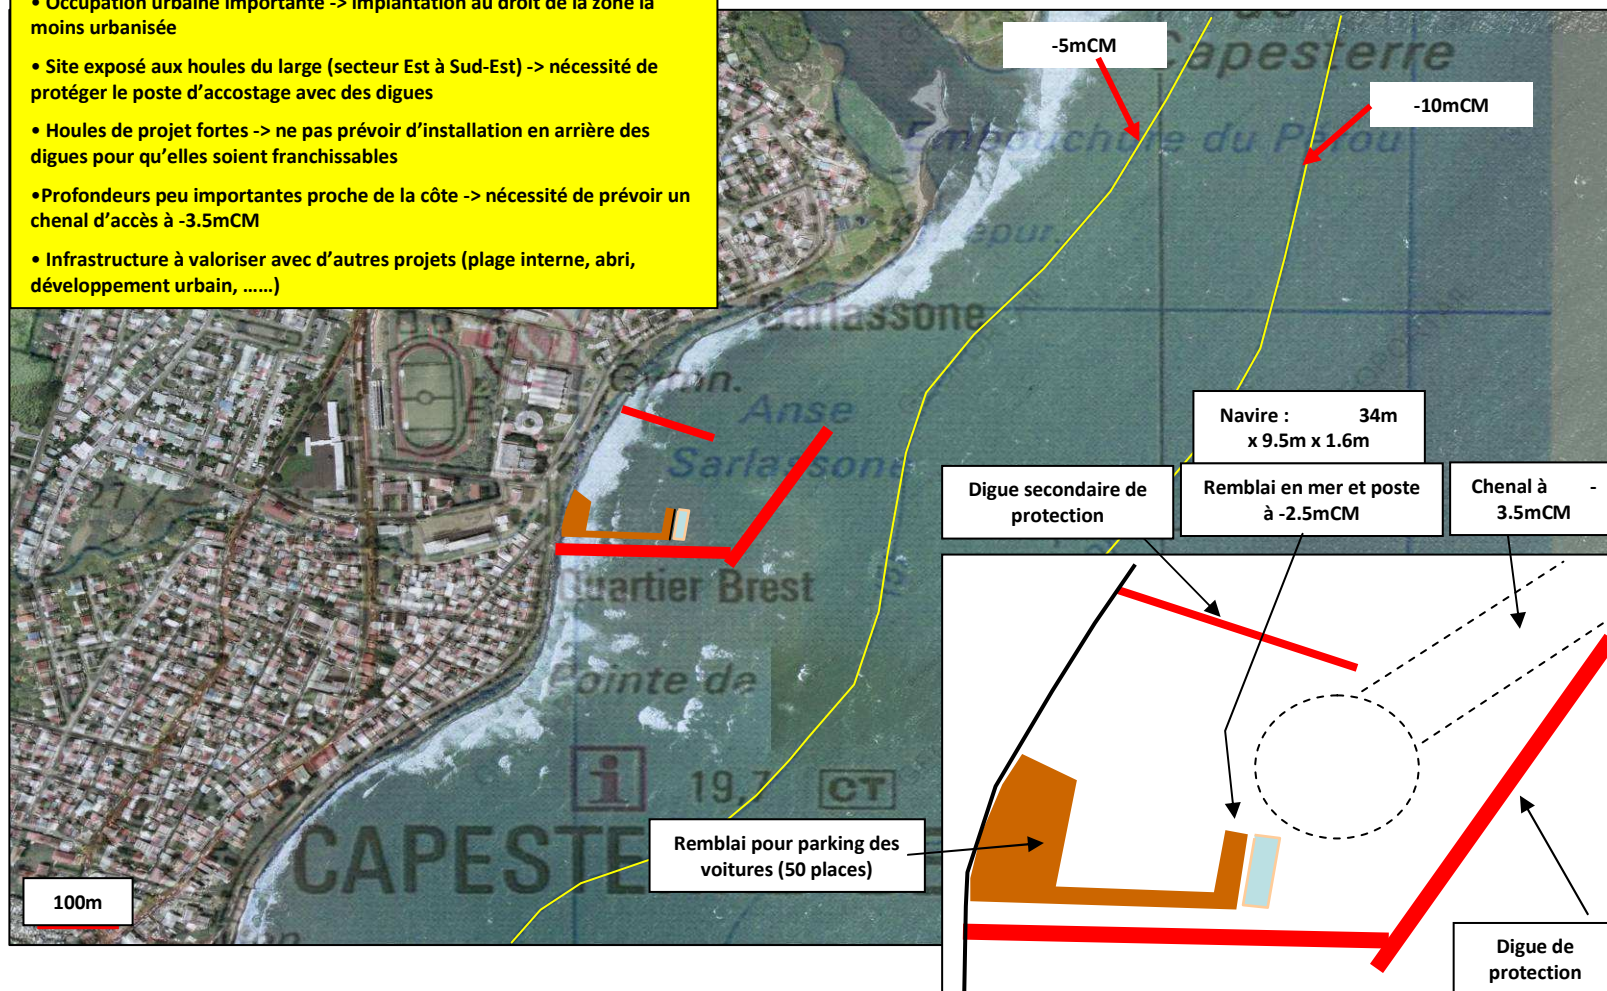 • Occupation urbaine importante -> implantation au droit de la zone la
moins urbanisée
• Site exposé aux houles du large (secteur Est à Sud-Est) -> nécessité de
protéger le poste d’accostage avec des digues
• Houles de projet fortes -> ne pas prévoir d’installation en arrière des
digues pour qu’elles soient franchissables
•Profondeurs peu importantes proche de la côte -> nécessité de prévoir un
chenal d’accès à -3.5mCM
• Infrastructure à valoriser avec d’autres projets (plage interne, abri,
développement urbain, ……)
-5mCM
Capesterre
-10mCM
Embouchure du Pérou
épur.
Sarlassone
Gymn.
Anse
Sarlassone
Navire : 34m
x 9.5m x 1.6m
Digue secondaire de
protection
Remblai en mer et poste
à -2.5mCM
Chenal à -
3.5mCM
Quartier Brest
Pointe de
i
19,7
CT
CAPESTE
Remblai pour parking des
voitures (50 places)
100m
Digue de
protection